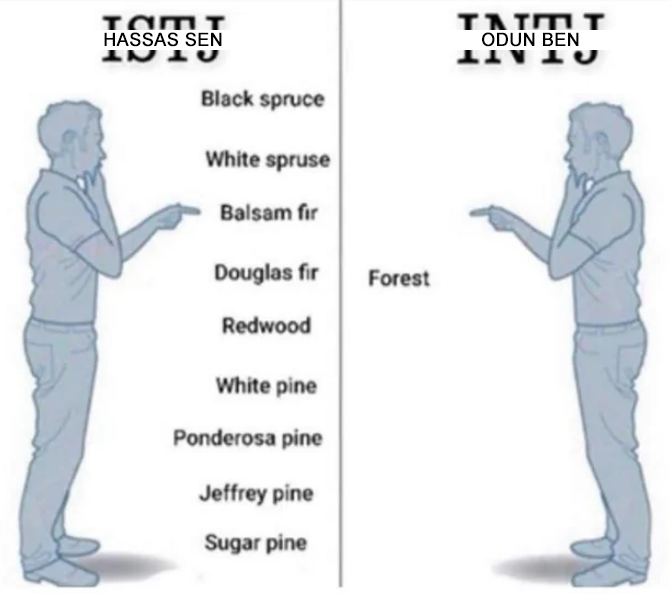 ISTJ
HASSAS SEN
Black spruce
White spruse
Balsam fir
Douglas fir
Redwood
White pine
Ponderosa pine
Jeffrey pine
Sugar pine
INTJ
ODUN BEN
Forest